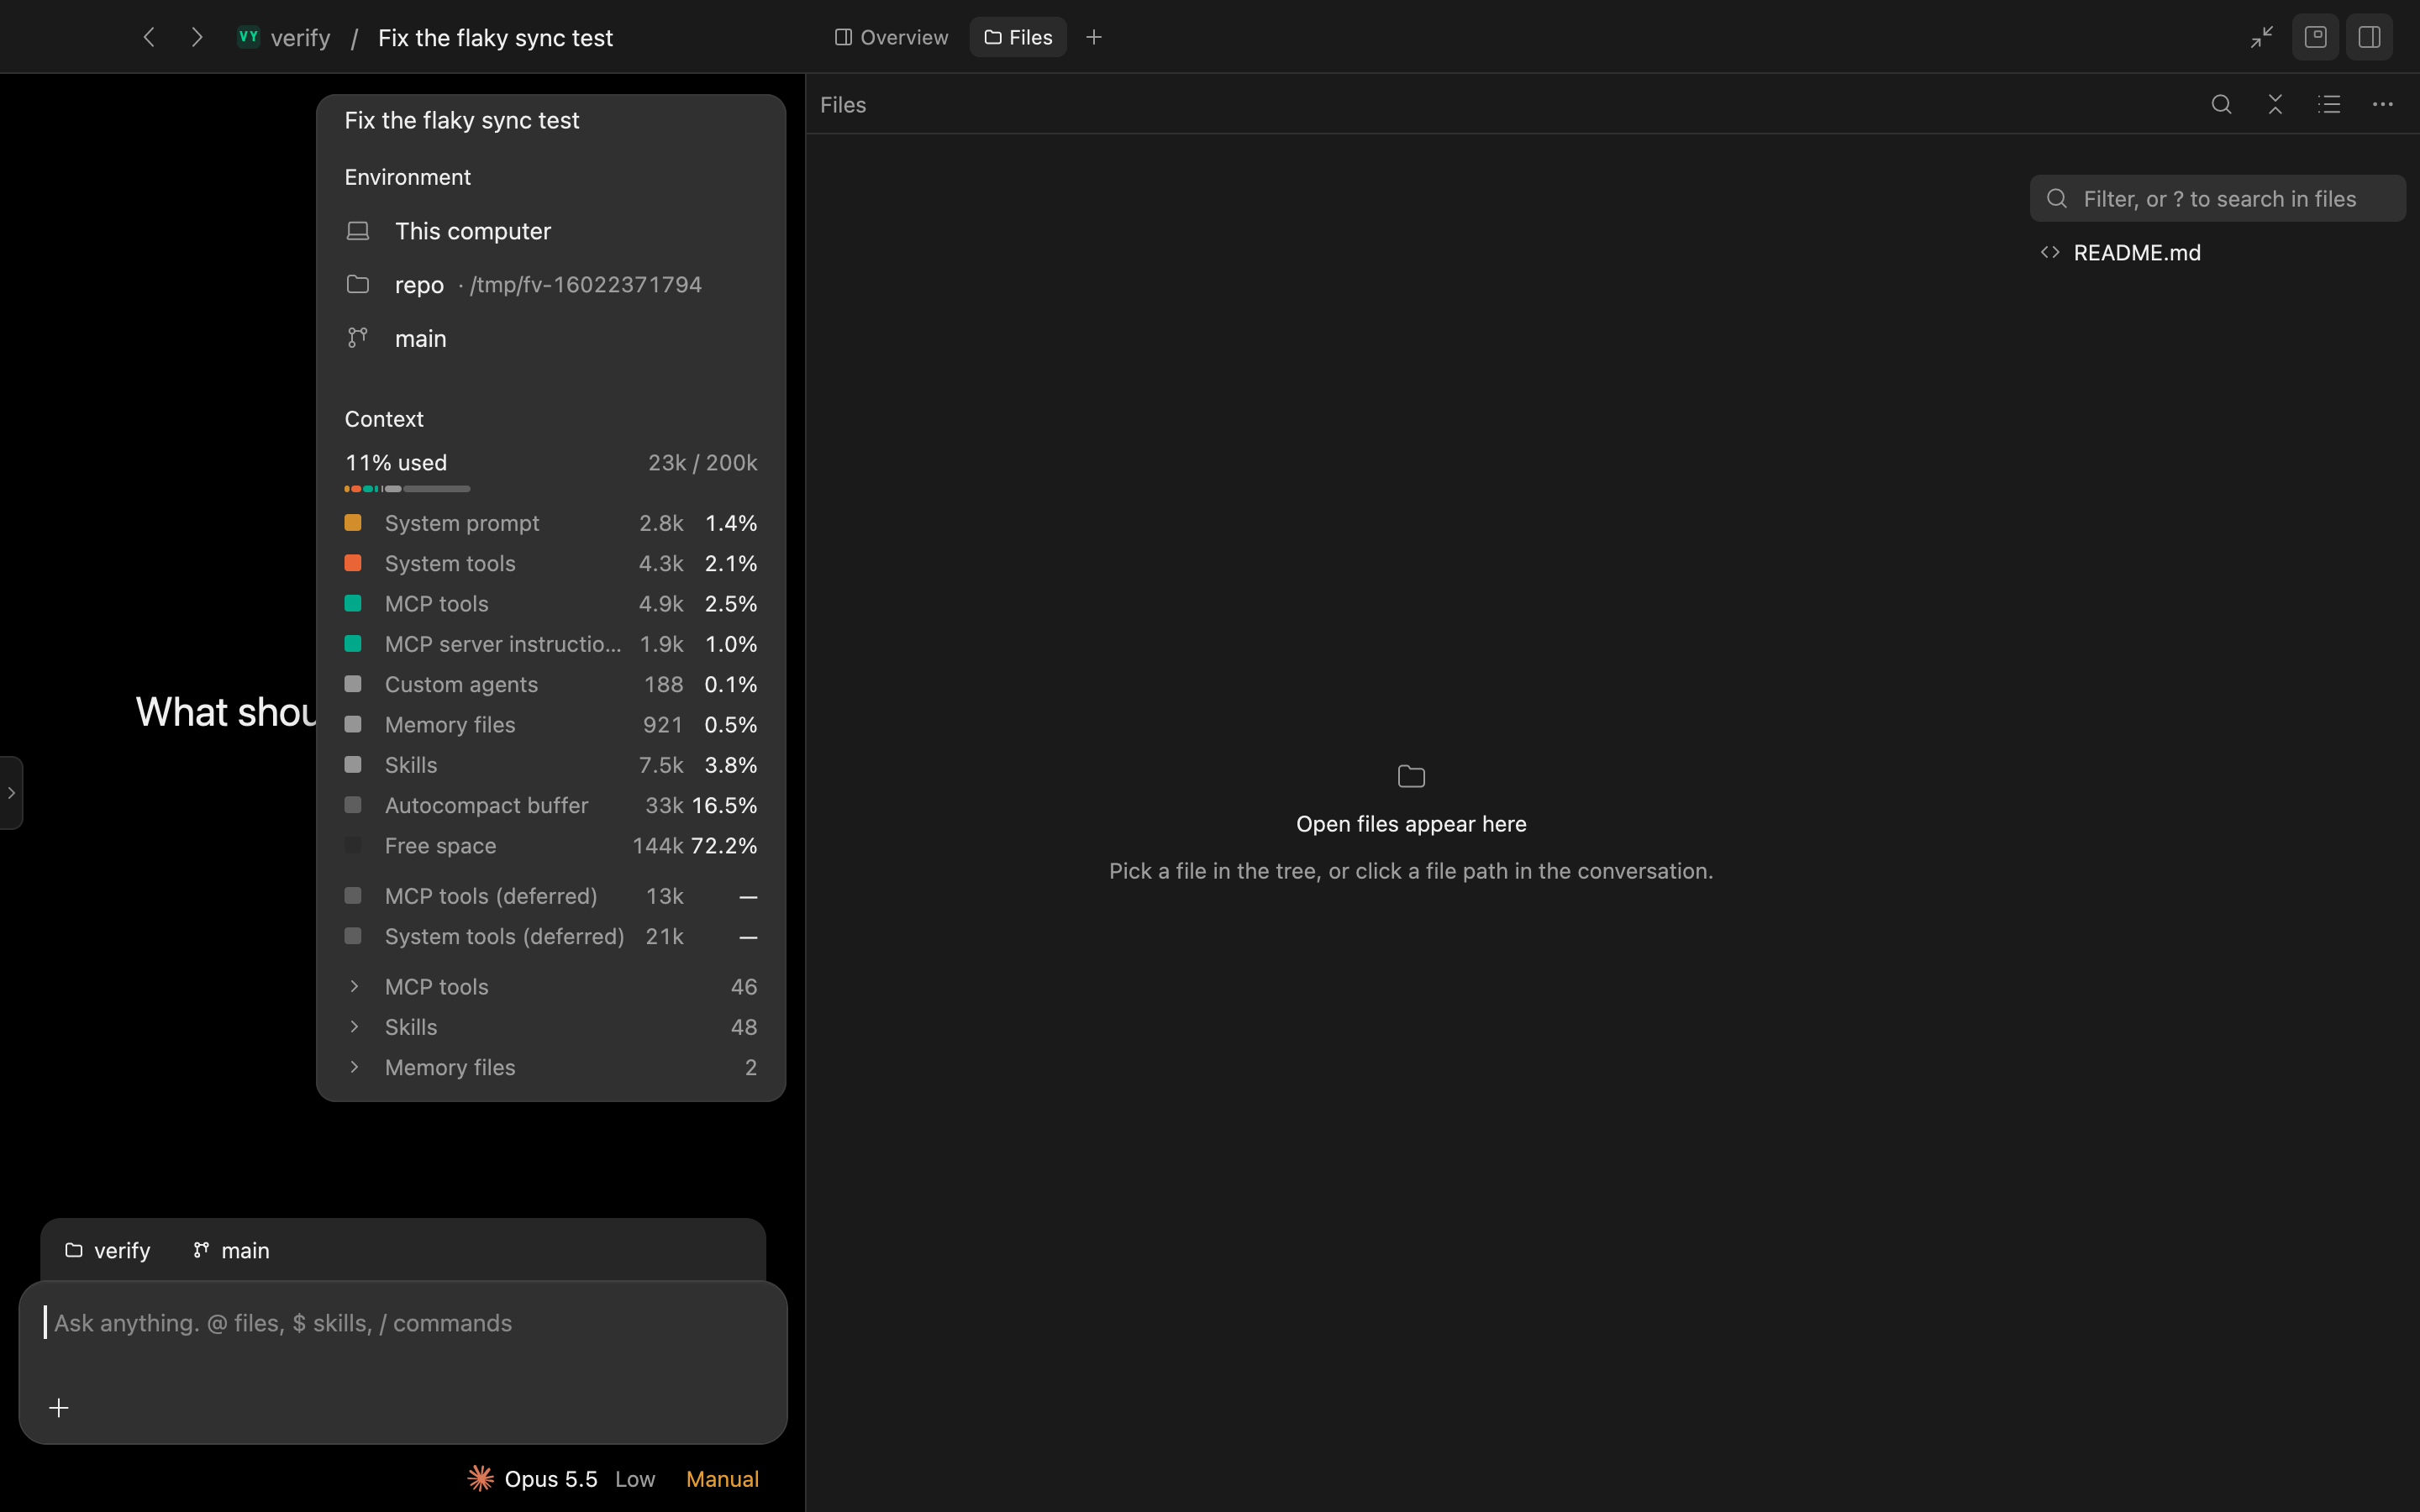 VY verify / Fix the flaky sync test
Overview
Files
Fix the flaky sync test
Environment
This computer
repo · /tmp/fv-16022371794
main
Context
11% used 23k / 200k
System prompt 2.8k 1.4%
System tools 4.3k 2.1%
MCP tools 4.9k 2.5%
MCP server instructio... 1.9k 1.0%
Custom agents 188 0.1%
Memory files 921 0.5%
Skills 7.5k 3.8%
Autocompact buffer 33k 16.5%
Free space 144k 72.2%
MCP tools (deferred) 13k —
System tools (deferred) 21k —
MCP tools 46
Skills 48
Memory files 2
What shou
verify main
Ask anything. @ files, $ skills, / commands
Opus 5.5 Low Manual
Files
Filter, or ? to search in files
README.md
Open files appear here
Pick a file in the tree, or click a file path in the conversation.